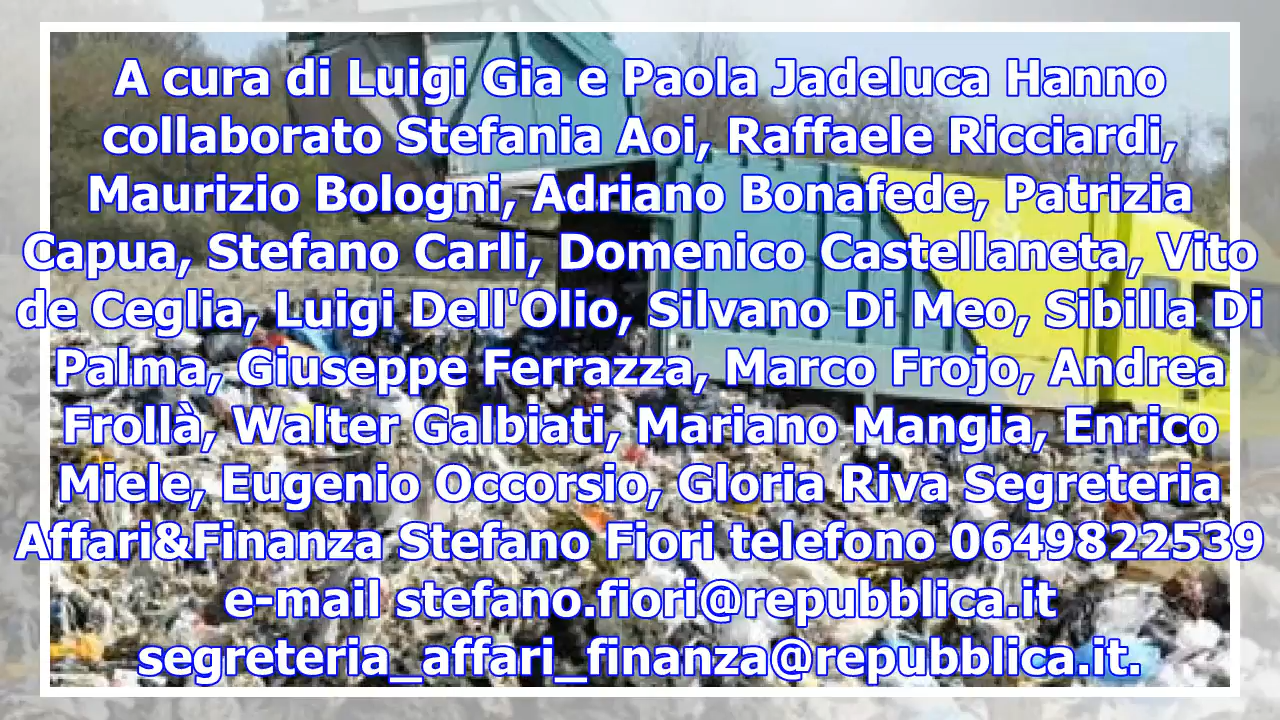 A cura di Luigi Gia e Paola Jadeluca Hanno
collaborato Stefania Aoi, Raffaele Ricciardi,
Maurizio Bologni, Adriano Bonafede, Patrizia
Capua, Stefano Carli, Domenico Castellaneta, Vito
de Ceglia, Luigi Dell'Olio, Silvano Di Meo, Sibilla Di
Palma, Giuseppe Ferrazza, Marco Frojo, Andrea
Frollà, Walter Galbiati, Mariano Mangia, Enrico
Miele, Eugenio Occorsio, Gloria Riva Segreteria
Affari&Finanza Stefano Fiori telefono 0649822539
e-mail stefano.fiori@repubblica.it
segreteria_affari_finanza@repubblica.it.